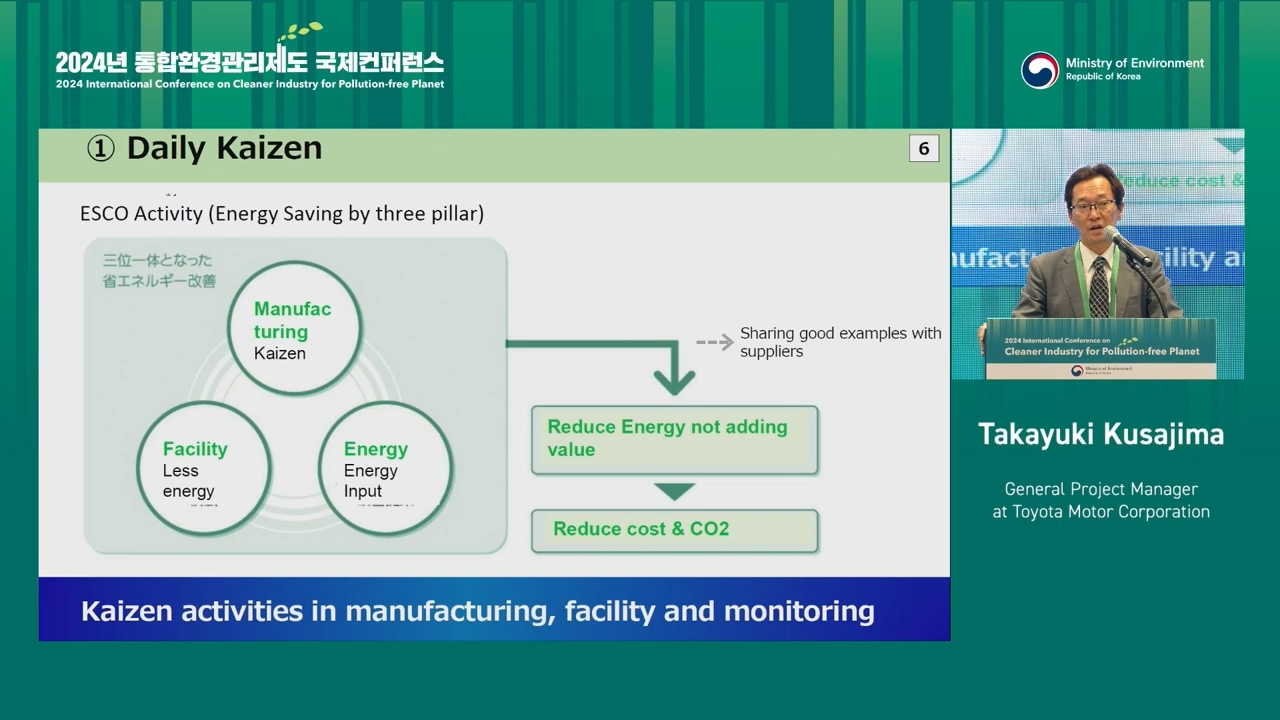 2024년 통합환경관리제도 국제컨퍼런스
2024 International Conference on Cleaner Industry for Pollution-free Planet
Ministry of Environment
Republic of Korea
① Daily Kaizen
6
ESCO Activity (Energy Saving by three pillar)
三位一体となった
省エネルギー改善
Manufac
turing
Kaizen
Facility
Less
energy
Energy
Energy
Input
Sharing good examples with
suppliers
Reduce Energy not adding
value
Reduce cost & CO2
Kaizen activities in manufacturing, facility and monitoring
educe cost &
nufact
ility a
2024 International Conference on
Cleaner Industry for Pollution-free Planet
Ministry of Environment
Takayuki Kusajima
General Project Manager
at Toyota Motor Corporation